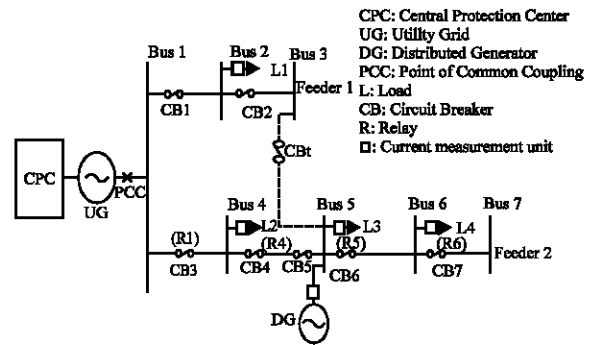 CPC: Central Protection Center
UG: Utility Grid
DG: Distributed Generator
PCC: Point of Common Coupling
L: Load
CB: Circuit Breaker
R: Relay
□: Current measurement unit
Bus 1
Bus 2
Bus 3
L1
Feeder 1
CB1
CB2
CBt
CPC
PCC
UG
Bus 4
Bus 5
Bus 6
Bus 7
L2
L3
L4
(R1)
(R4)
(R5)
(R6)
Feeder 2
CB3
CB4
CB5
CB6
CB7
DG